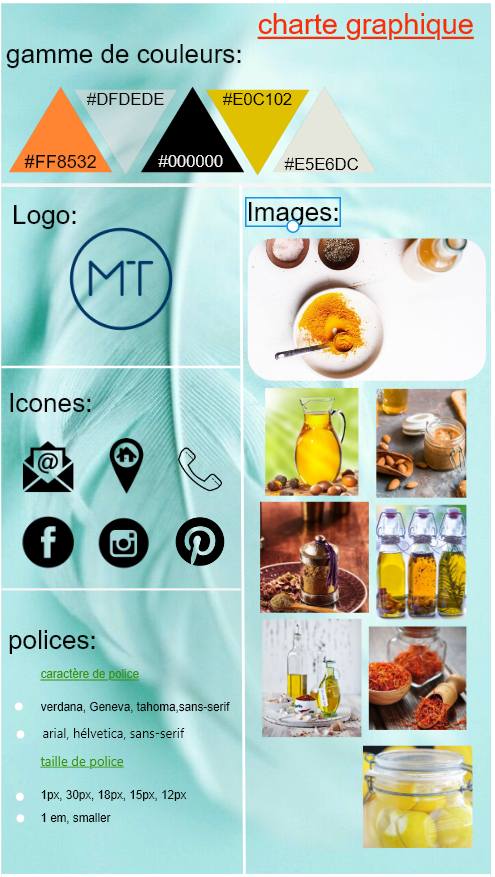 charte graphique
gamme de couleurs:
#DFDEDE
#E0C102
#FF8532
#000000
#E5E6DC
Logo:
MT
Icones:
@
f
polices:
caractère de police
verdana, Geneva, tahoma,sans-serif
arial, hélvetica, sans-serif
taille de police
1px, 30px, 18px, 15px, 12px
1 em, smaller
Images: